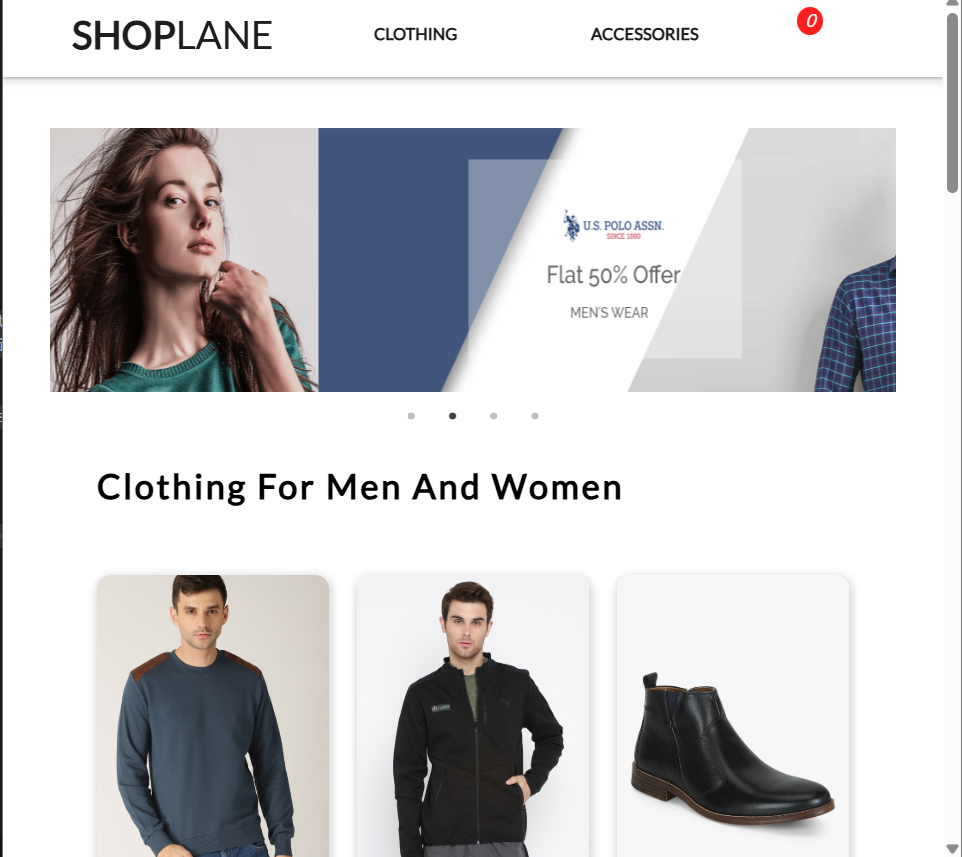 SHOPLANE
CLOTHING
ACCESSORIES
0
U.S. POLO ASSN.
SINCE 1890
Flat 50% Offer
MEN'S WEAR
Clothing For Men And Women